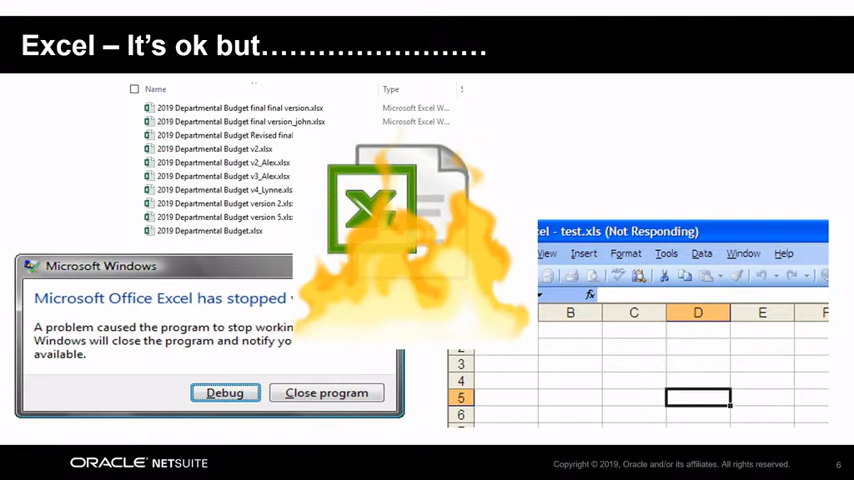 Excel – It's ok but……………………
Name Type
2019 Departmental Budget final final version.xlsx Microsoft Excel W...
2019 Departmental Budget final version_john.xlsx Microsoft Excel W...
2019 Departmental Budget Revised final
2019 Departmental Budget v2.xlsx
2019 Departmental Budget v2_Alex.xlsx
2019 Departmental Budget v3_Alex.xlsx
2019 Departmental Budget v4_Lynne.xls
2019 Departmental Budget version 2.xls
2019 Departmental Budget version 5.xls
2019 Departmental Budget.xlsx
X
Microsoft Windows
Microsoft Office Excel has stopped
A problem caused the program to stop workin
Windows will close the program and notify yo
available.
Debug Close program
cel - test.xls (Not Responding)
View Insert Format Tools Data Window Help
fx
B C D E F
2
3
4
5
6
ORACLE NETSUITE
Copyright © 2019, Oracle and/or its affiliates. All rights reserved. 6